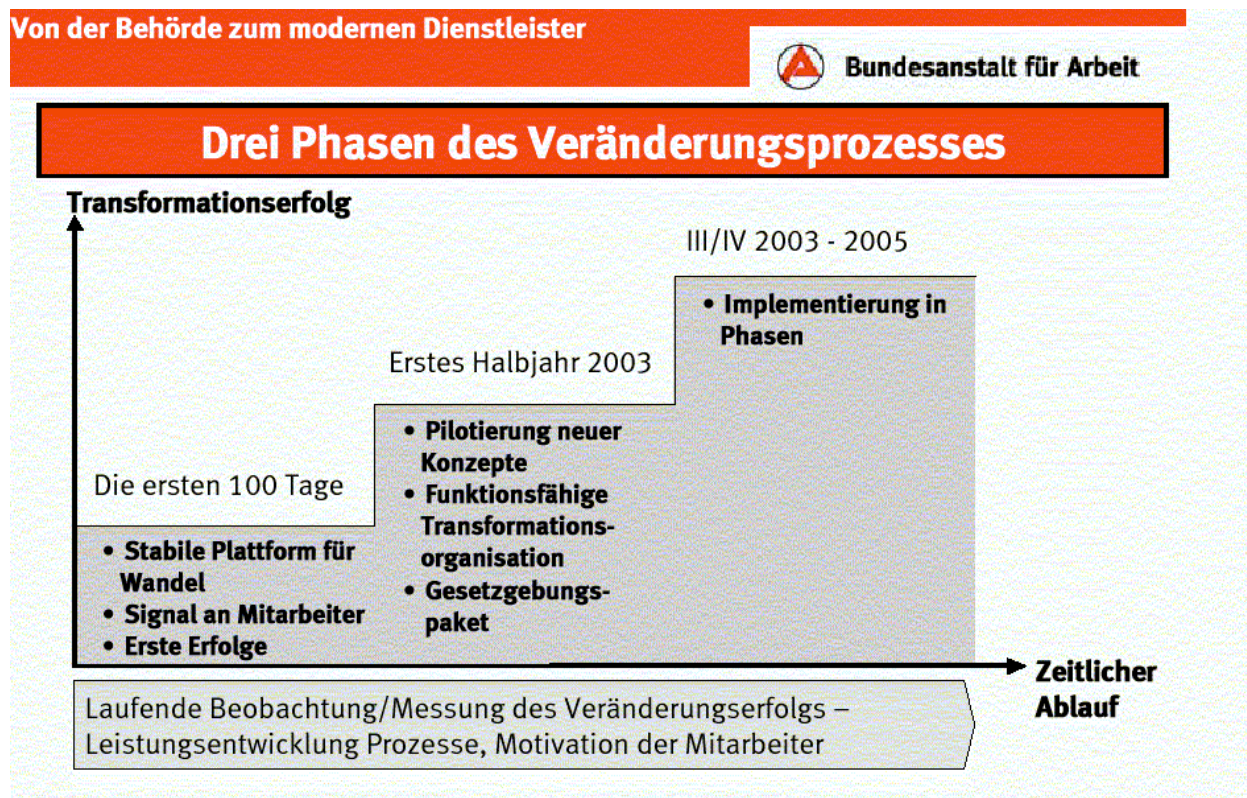 Von der Behörde zum modernen Dienstleister
Bundesanstalt für Arbeit
Drei Phasen des Veränderungsprozesses
Transformationserfolg
III/IV 2003 - 2005
• Implementierung in
Phasen
Erstes Halbjahr 2003
• Pilotierung neuer
Konzepte
• Funktionsfähige
Transformations-
organisation
• Gesetzgebungs-
paket
Die ersten 100 Tage
• Stabile Plattform für
Wandel
• Signal an Mitarbeiter
• Erste Erfolge
Zeitlicher
Ablauf
Laufende Beobachtung/Messung des Veränderungserfolgs –
Leistungsentwicklung Prozesse, Motivation der Mitarbeiter